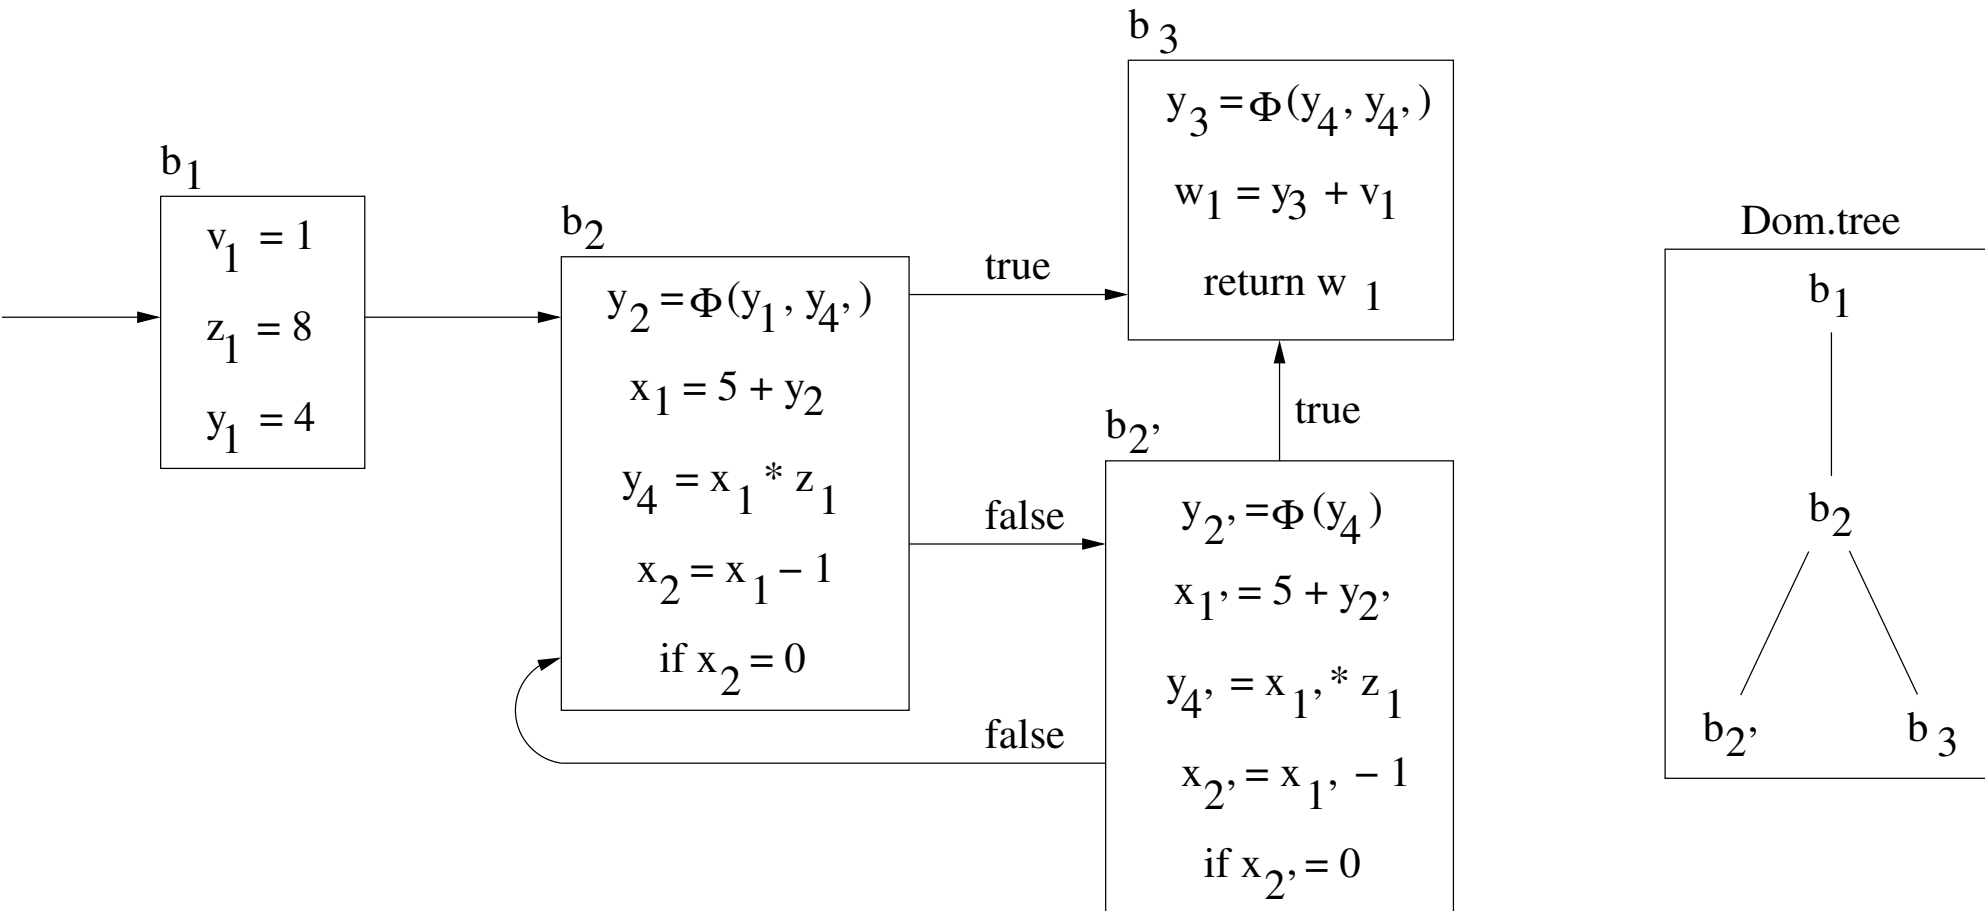 b1
v1 = 1
z1 = 8
y1 = 4
b2
y2 = Φ(y1, y4,)
x1 = 5 + y2
y4 = x1 * z1
x2 = x1 − 1
if x2 = 0
true
false
false
b3
y3 = Φ(y4, y4,)
w1 = y3 + v1
return w1
true
b2,
y2, = Φ(y4)
x1, = 5 + y2,
y4, = x1, * z1
x2, = x1, − 1
if x2, = 0
Dom.tree
b1
b2
b2, b3